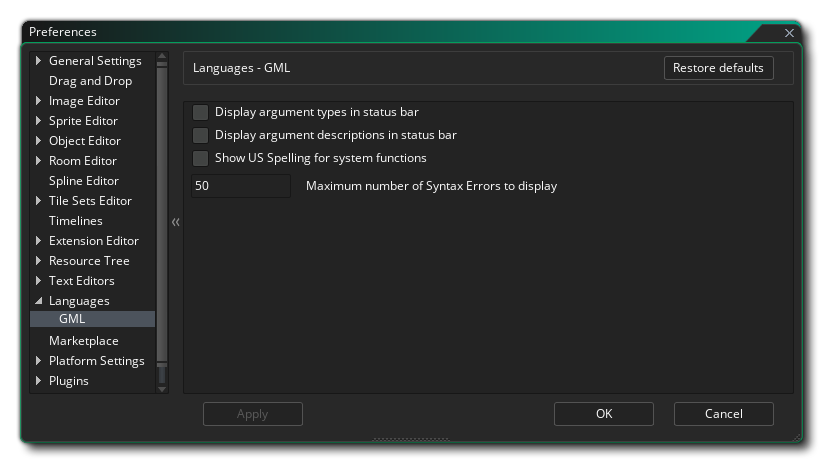 Preferences
General Settings
Drag and Drop
Image Editor
Sprite Editor
Object Editor
Room Editor
Spline Editor
Tile Sets Editor
Timelines
Extension Editor
Resource Tree
Text Editors
Languages
GML
Marketplace
Platform Settings
Plugins
Languages - GML
Restore defaults
Display argument types in status bar
Display argument descriptions in status bar
Show US Spelling for system functions
50 Maximum number of Syntax Errors to display
Apply
OK
Cancel